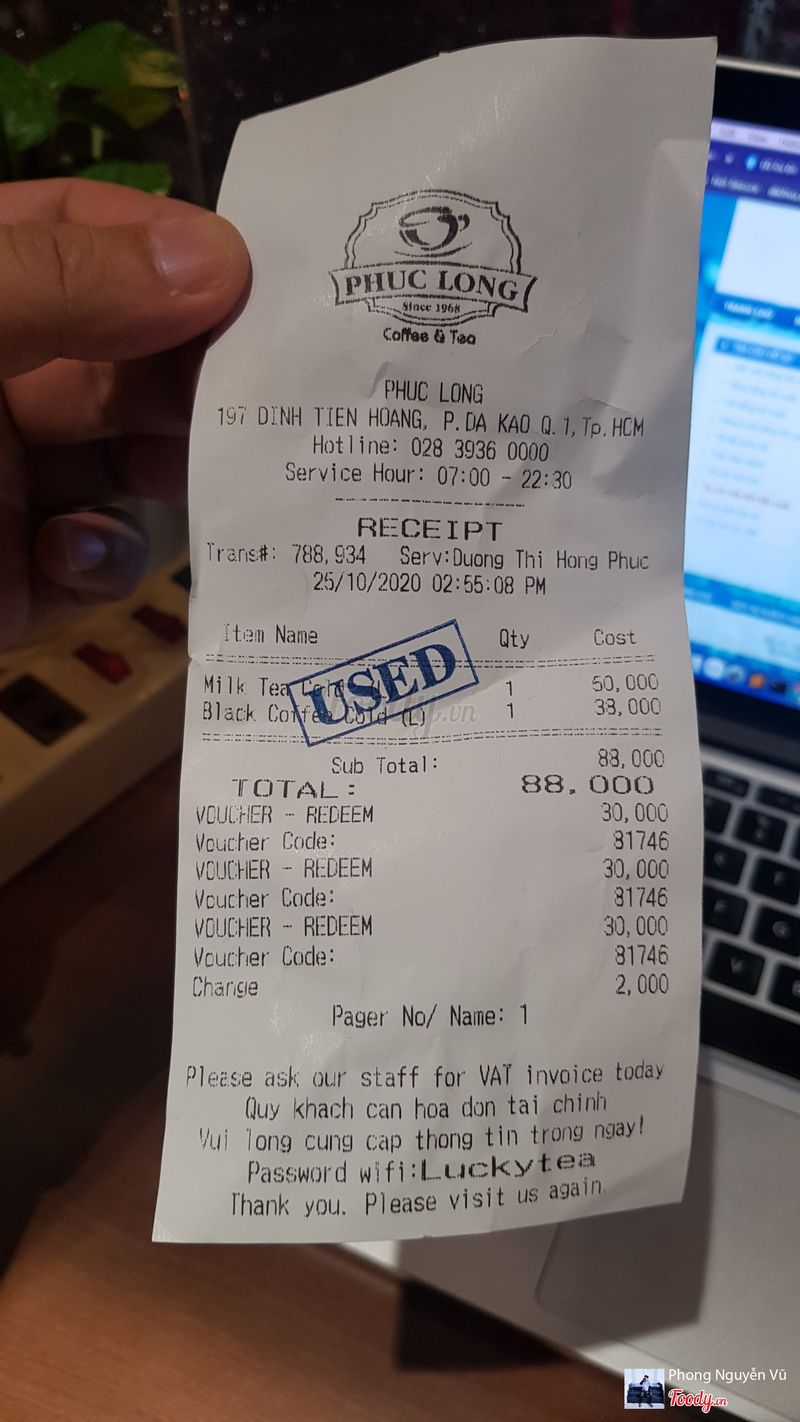 PHUC LONG
Since 1968
Coffee & Tea
PHUC LONG
197 DINH TIEN HOANG, P.DA KAO Q.1,Tp.HCM
Hotline: 028 3936 0000
Service Hour: 07:00 - 22:30
RECEIPT
Trans#: 788,934 Serv:Duong Thi Hong Phuc
25/10/2020 02:55:08 PM
Item Name Qty Cost
Milk Tea 1 50,000
USED
Black Coffee Cold (L) 1 38,000
Sub Total: 88,000
TOTAL: 88,000
VOUCHER - REDEEM 30,000
Voucher Code: 81746
VOUCHER - REDEEM 30,000
Voucher Code: 81746
VOUCHER - REDEEM 30,000
Voucher Code: 81746
Change 2,000
Pager No/ Name: 1
Please ask our staff for VAT invoice today
Quy khach can hoa don tai chinh
Vui long cung cap thong tin trong ngay!
Password wifi:Luckytea
Thank you. Please visit us again.
TRANG CHỦ
Phong Nguyễn Vũ
Foody.vn